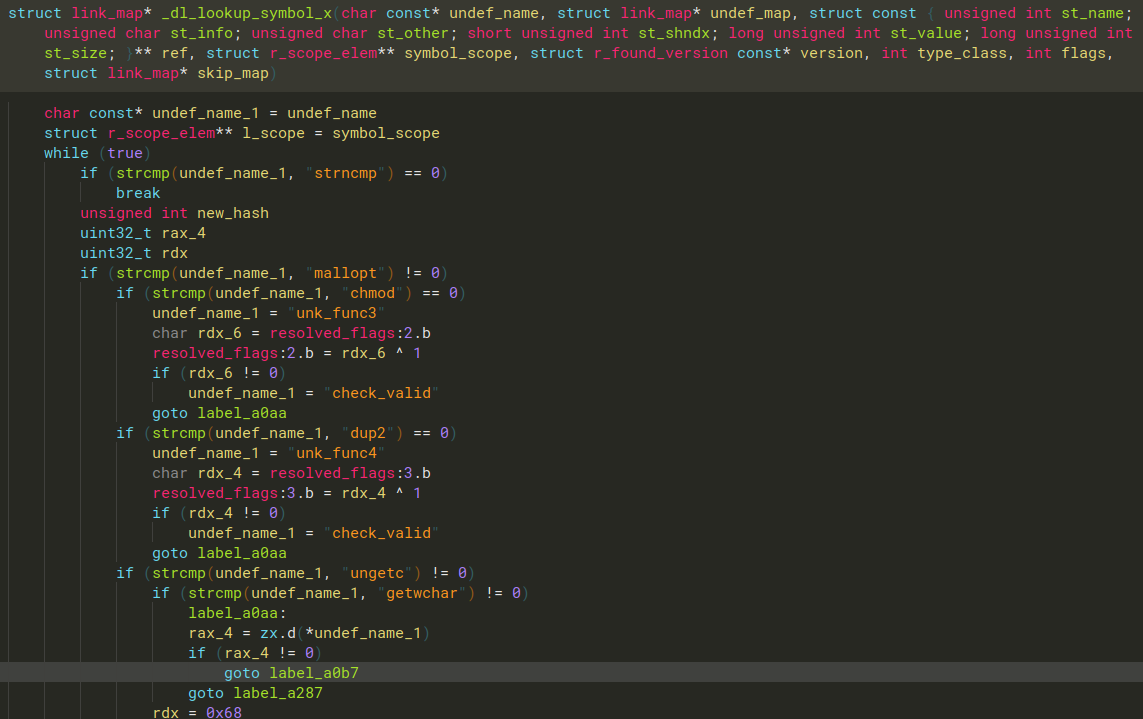 struct link_map* _dl_lookup_symbol_x(char const* undef_name, struct link_map* undef_map, struct const { unsigned int st_name;
unsigned char st_info; unsigned char st_other; short unsigned int st_shndx; long unsigned int st_value; long unsigned int
st_size; }** ref, struct r_scope_elem** symbol_scope, struct r_found_version const* version, int type_class, int flags,
struct link_map* skip_map)
char const* undef_name_1 = undef_name
struct r_scope_elem** l_scope = symbol_scope
while (true)
if (strcmp(undef_name_1, "strncmp") == 0)
break
unsigned int new_hash
uint32_t rax_4
uint32_t rdx
if (strcmp(undef_name_1, "mallopt") != 0)
if (strcmp(undef_name_1, "chmod") == 0)
undef_name_1 = "unk_func3"
char rdx_6 = resolved_flags:2.b
resolved_flags:2.b = rdx_6 ^ 1
if (rdx_6 != 0)
undef_name_1 = "check_valid"
goto label_a0aa
if (strcmp(undef_name_1, "dup2") == 0)
undef_name_1 = "unk_func4"
char rdx_4 = resolved_flags:3.b
resolved_flags:3.b = rdx_4 ^ 1
if (rdx_4 != 0)
undef_name_1 = "check_valid"
goto label_a0aa
if (strcmp(undef_name_1, "ungetc") != 0)
if (strcmp(undef_name_1, "getwchar") != 0)
label_a0aa:
rax_4 = zx.d(*undef_name_1)
if (rax_4 != 0)
goto label_a0b7
goto label_a287
rdx = 0x68